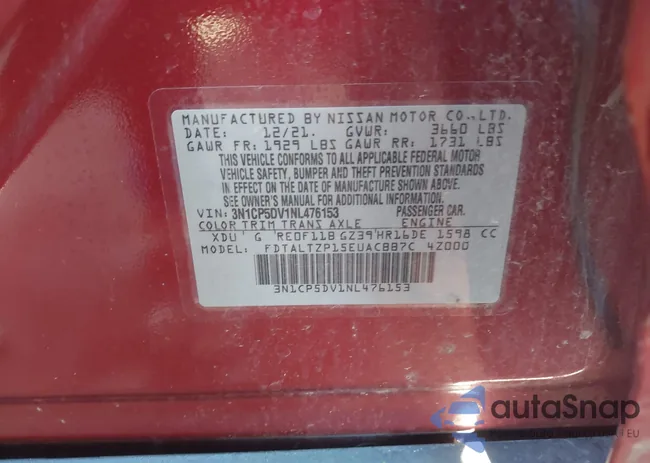 MANUFACTURED BY NISSAN MOTOR CO.,LTD.
DATE: 12/21. GVWR: 3660 LBS
GAWR FR: 1929 LBS GAWR RR: 1731 LBS
THIS VEHICLE CONFORMS TO ALL APPLICABLE FEDERAL MOTOR
VEHICLE SAFETY, BUMPER AND THEFT PREVENTION STANDARDS
IN EFFECT ON THE DATE OF MANUFACTURE SHOWN ABOVE.
SEE OWNER'S MANUAL FOR ADDITIONAL INFORMATION.
VIN: 3N1CP5DV1NL476153 PASSENGER CAR.
COLOR TRIM TRANS AXLE ENGINE
XDU G RE0F11B GZ39 HR16DE 1598 CC
MODEL: FDTALTZP15EUACBB7C 4Z000
3N1CP5DV1NL476153
autoSnap
EU